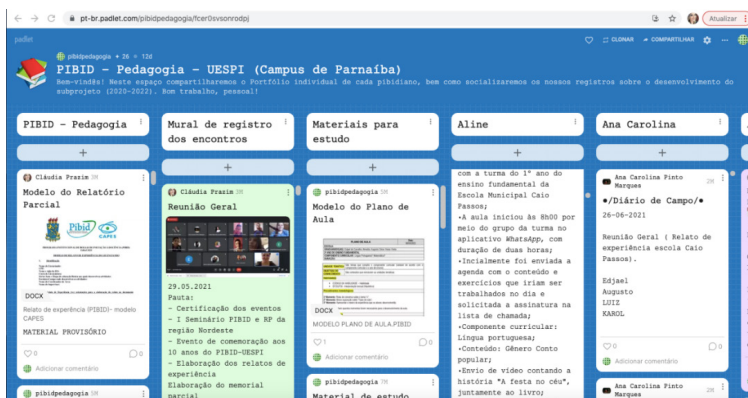 pt-br.padlet.com/pibidpedagogia/fcer0svsonrodpj
Atualizar
padlet
CLONAR
COMPARTILHAR
pibidpedagogia + 26 12d
PIBID - Pedagogia - UESPI (Campus de Parnaíba)
Bem-vind@s! Neste espaço compartilharemos o Portfólio individual de cada pibidiano, bem como socializaremos os nossos registros sobre o desenvolvimento do
subprojeto (2020-2022). Bom trabalho, pessoal!
PIBID - Pedagogia
+
Cláudia Prazim
Modelo do Relatório
Parcial
Pibid
CAPES
DOCX
Relato de experiência (PIBID)- modelo
CAPES
MATERIAL PROVISÓRIO
0
0
Adicionar comentário
pibidpedagogia
Mural de registro
dos encontros
+
Cláudia Prazim
Reunião Geral
29.05.2021
Pauta:
- Certificação dos eventos
- I Seminário PIBID e RP da
região Nordeste
- Evento de comemoração aos
10 anos do PIBID-UESPI
- Elaboração dos relatos de
experiência
Elaboração do memorial
parcial
Materiais para
estudo
+
pibidpedagogia
Modelo do Plano de
Aula
PLANO DE AULA
DOCX
MODELO PLANO DE AULA.PIBID
1
0
Adicionar comentário
pibidpedagogia
Material de estudo
Aline
+
com a turma do 1º ano do
ensino fundamental da
Escola Municipal Caio
Passos;
•A aula iniciou às 8h00 por
meio do grupo da turma no
aplicativo WhatsApp, com
duração de duas horas;
•Incialmente foi enviada a
agenda com o conteúdo e
exercícios que iriam ser
trabalhados no dia e
solicitada a assinatura na
lista de chamada;
•Componente curricular:
Língua portuguesa;
•Conteúdo: Gênero Conto
popular;
•Envio de vídeo contando a
história "A festa no céu",
juntamente ao livro;
Ana Carolina
+
Ana Carolina Pinto
Marques
2M
●/Diário de Campo/●
26-06-2021
Reunião Geral ( Relato de
experiência escola Caio
Passos).
Edjael
Augusto
LUIZ
KAROL
0
0
Adicionar comentário
Ana Carolina Pinto
Marques
2M